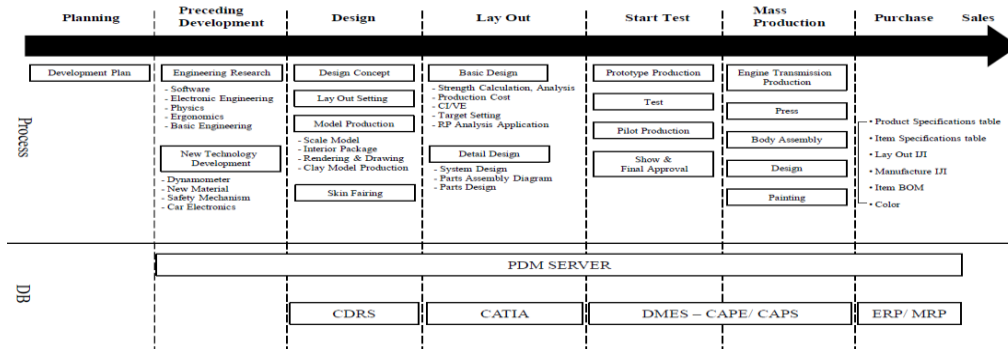 Planning
Preceding
Development
Design
Lay Out
Start Test
Mass
Production
Purchase
Sales
Process
Development Plan
Engineering Research
- Software
- Electronic Engineering
- Physics
- Ergonomics
- Basic Engineering
New Technology
Development
- Dynamometer
- New Material
- Safety Mechanism
- Car Electronics
Design Concept
Lay Out Setting
Model Production
- Scale Model
- Interior Package
- Rendering & Drawing
- Clay Model Production
Skin Fairing
Basic Design
- Strength Calculation, Analysis
- Production Cost
- CI/VE
- Target Setting
- RP Analysis Application
Detail Design
- System Design
- Parts Assembly Diagram
- Parts Design
Prototype Production
Test
Pilot Production
Show &
Final Approval
Engine Transmission
Production
Press
Body Assembly
Design
Painting
• Product Specifications table
• Item Specifications table
• Lay Out IJI
• Manufacture IJI
• Item BOM
• Color
DB
PDM SERVER
CDRS
CATIA
DMES – CAPE/ CAPS
ERP/ MRP